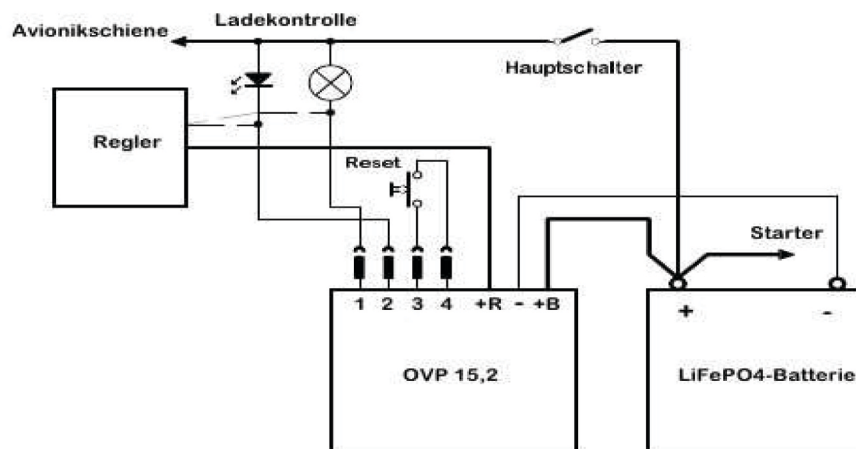 Ladekontrolle
Avionikschiene
Hauptschalter
Regler
Reset
Starter
1 2 3 4 +R - +B
+ -
OVP 15,2
LiFePO4-Batterie